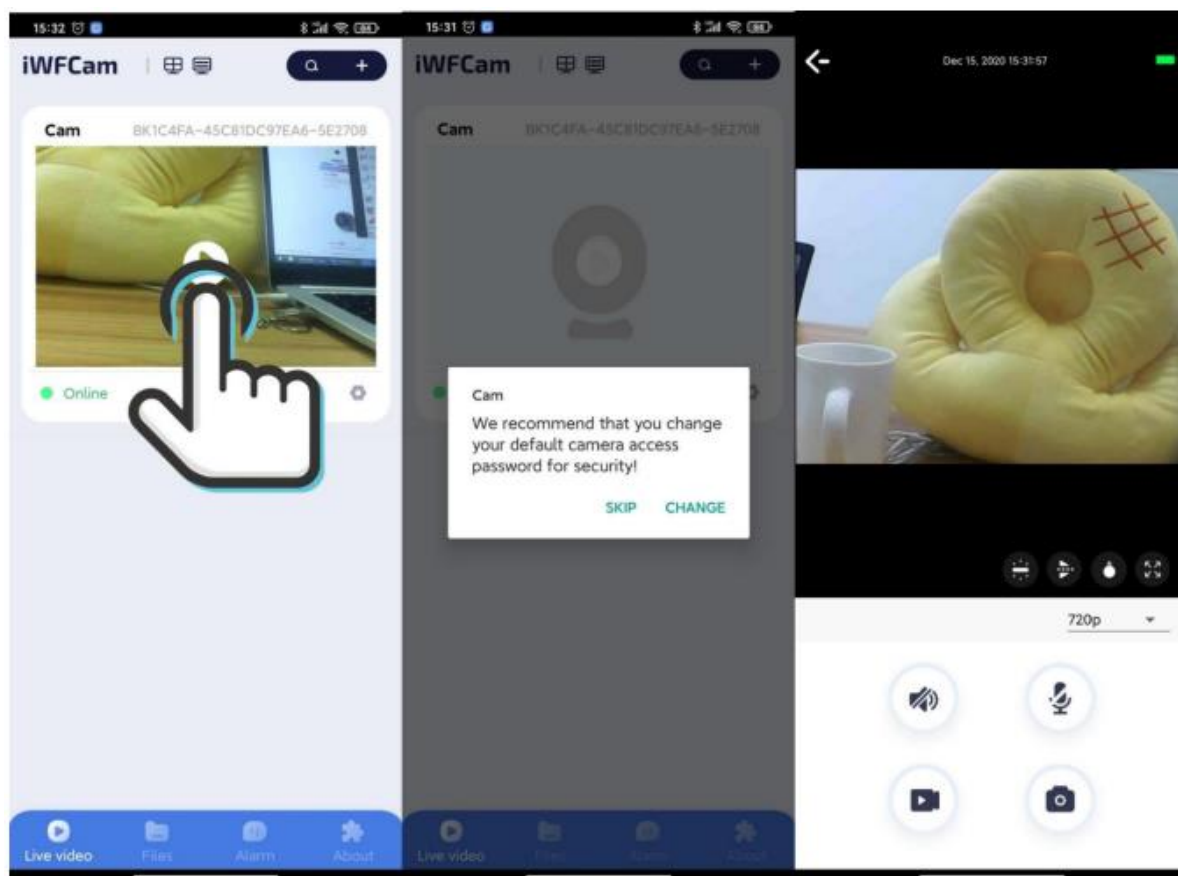 15:32
84
iWFCam
Cam BK1C4FA-45C81DC97EA6-5E2708
Online
Live video Files Alarm About
15:31
84
iWFCam
Cam BK1C4FA-45C81DC97EA6-5E2708
Cam
We recommend that you change
your default camera access
password for security!
SKIP CHANGE
Live video Files Alarm About
Dec 15, 2020 15:31:57
720p